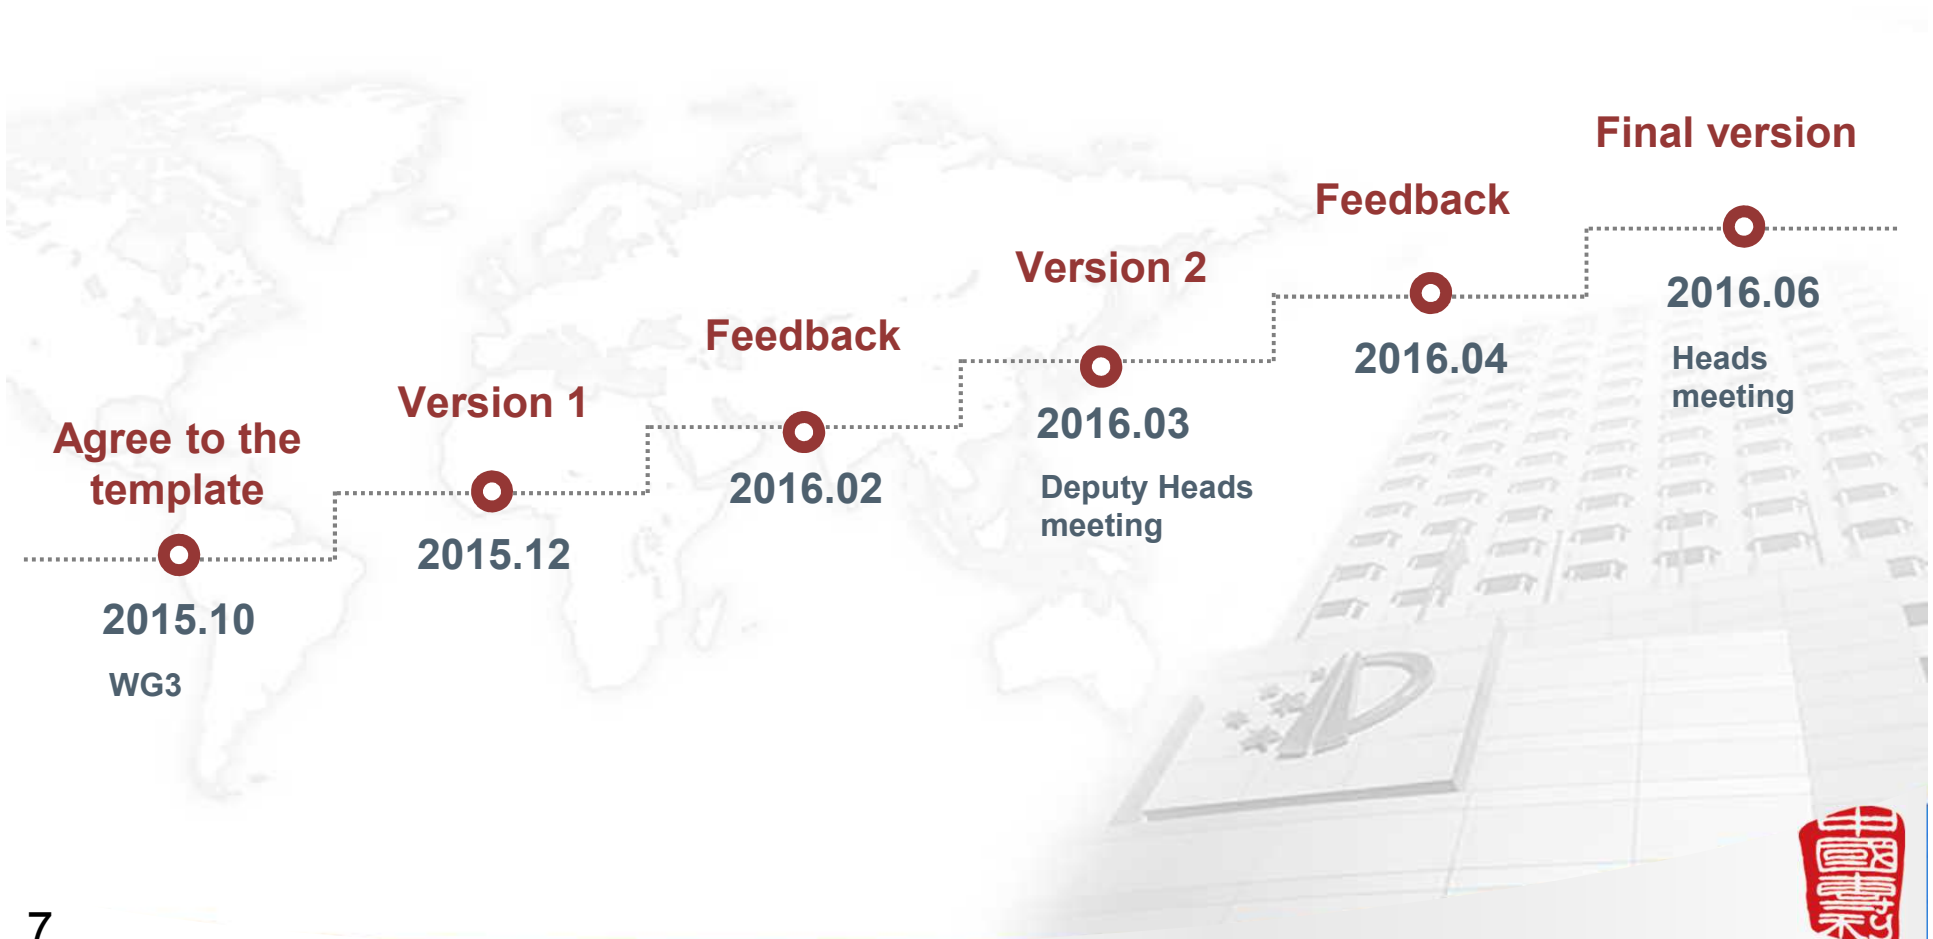 Agree to the
template
2015.10
WG3
Version 1
2015.12
Feedback
2016.02
Version 2
2016.03
Deputy Heads
meeting
Feedback
2016.04
Final version
2016.06
Heads
meeting
7